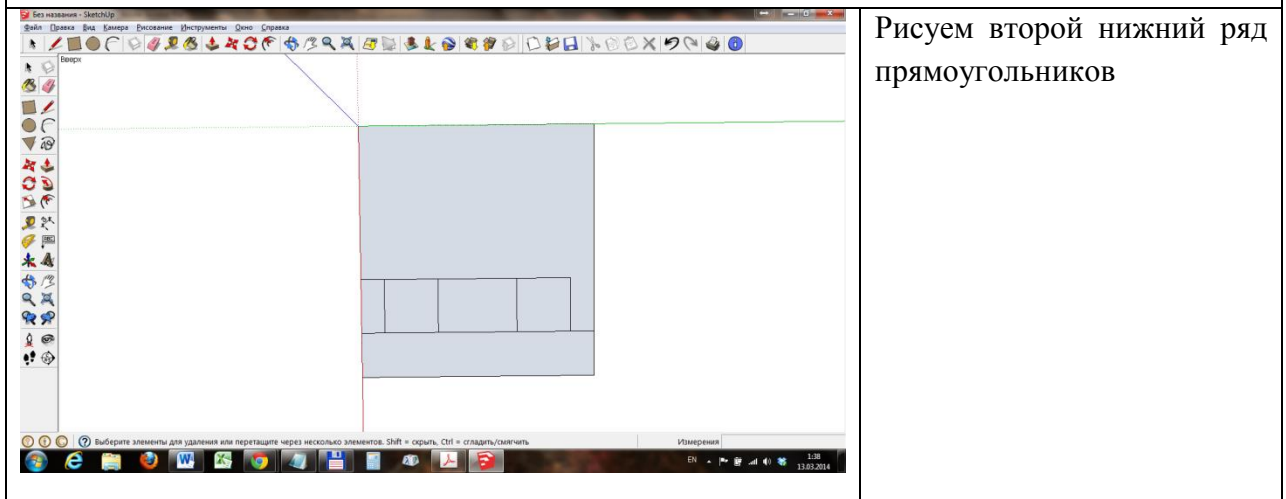 Без названия - SketchUp
Файл Правка Вид Камера Рисование Инструменты Окно Справка
Вверх
Выберите элементы для удаления или перетащите через несколько элементов. Shift = скрыть, Ctrl = сгладить/смягчить
Измерения
EN
1:38
13.03.2014
Рисуем второй нижний ряд
прямоугольников